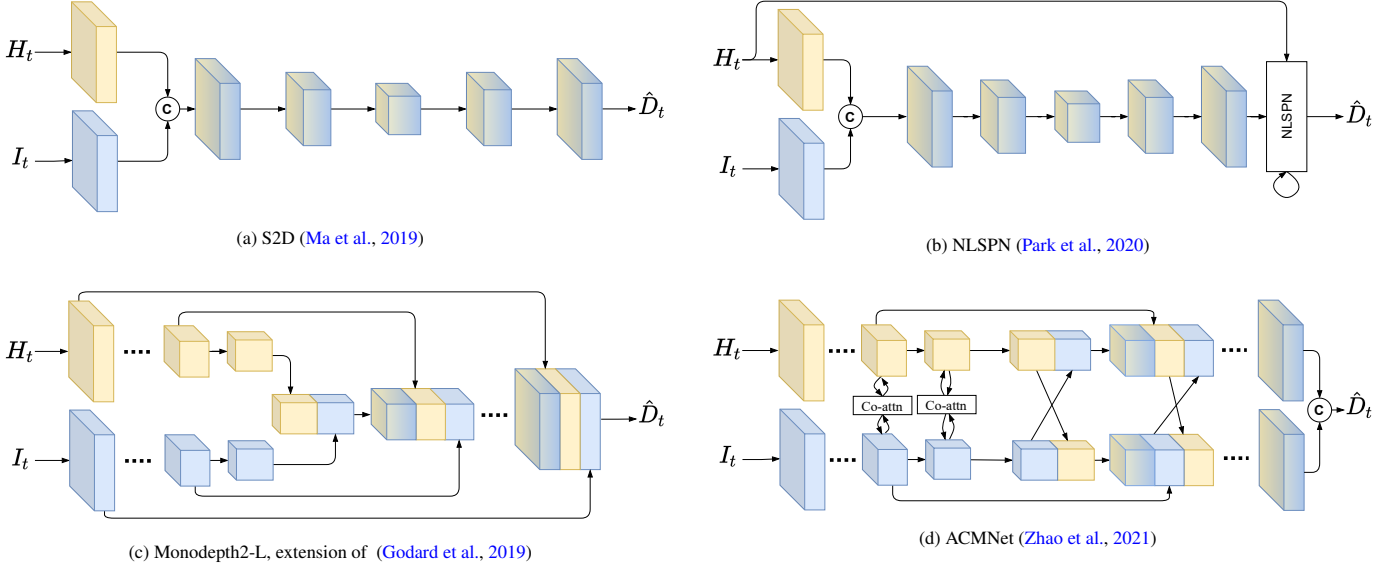 H_t
I_t
C
D̂_t
(a) S2D (Ma et al., 2019)
H_t
I_t
C
NLSPN
D̂_t
(b) NLSPN (Park et al., 2020)
H_t
I_t
D̂_t
(c) Monodepth2-L, extension of (Godard et al., 2019)
H_t
Co-attn Co-attn
I_t
C
D̂_t
(d) ACMNet (Zhao et al., 2021)